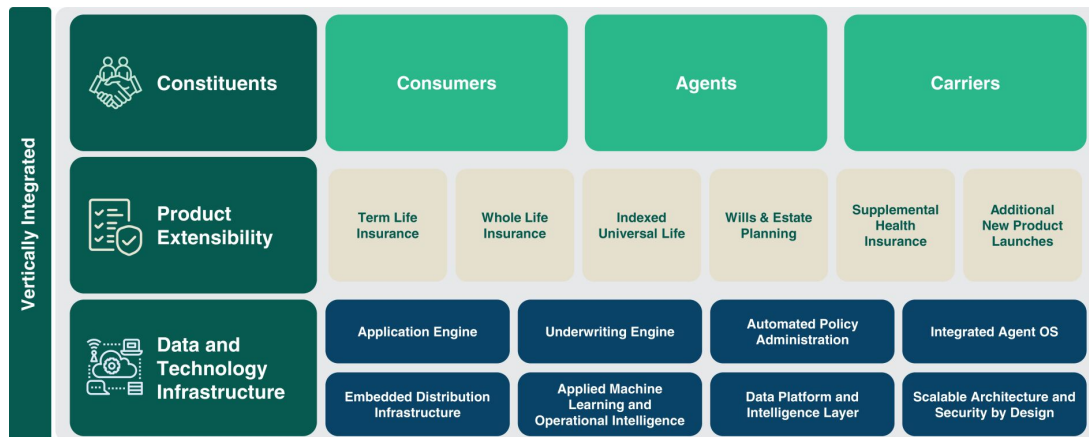 Vertically Integrated
Constituents
Consumers
Agents
Carriers
Product
Extensibility
Term Life
Insurance
Whole Life
Insurance
Indexed
Universal Life
Wills & Estate
Planning
Supplemental
Health
Insurance
Additional
New Product
Launches
Data and
Technology
Infrastructure
Application Engine
Underwriting Engine
Automated Policy
Administration
Integrated Agent OS
Embedded Distribution
Infrastructure
Applied Machine
Learning and
Operational Intelligence
Data Platform and
Intelligence Layer
Scalable Architecture and
Security by Design